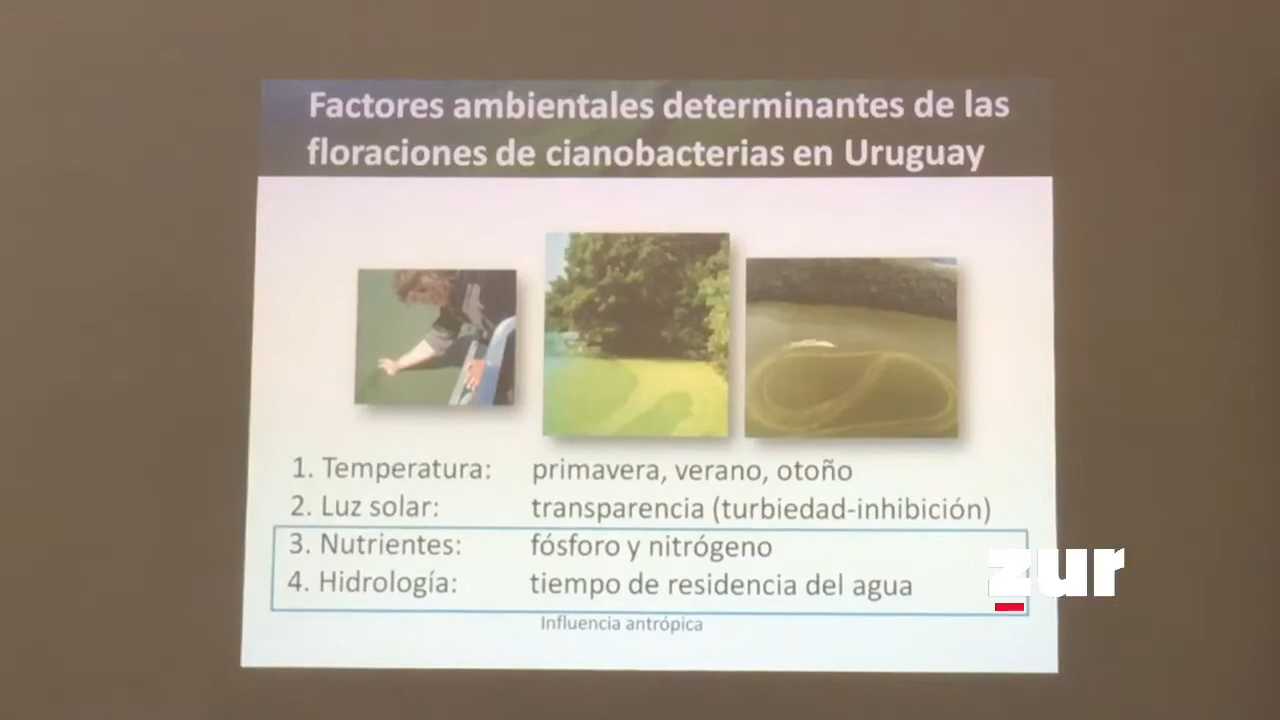 Factores ambientales determinantes de las
floraciones de cianobacterias en Uruguay
1. Temperatura: primavera, verano, otoño
2. Luz solar: transparencia (turbiedad-inhibición)
3. Nutrientes: fósforo y nitrógeno
4. Hidrología: tiempo de residencia del agua
Influencia antrópica
zur